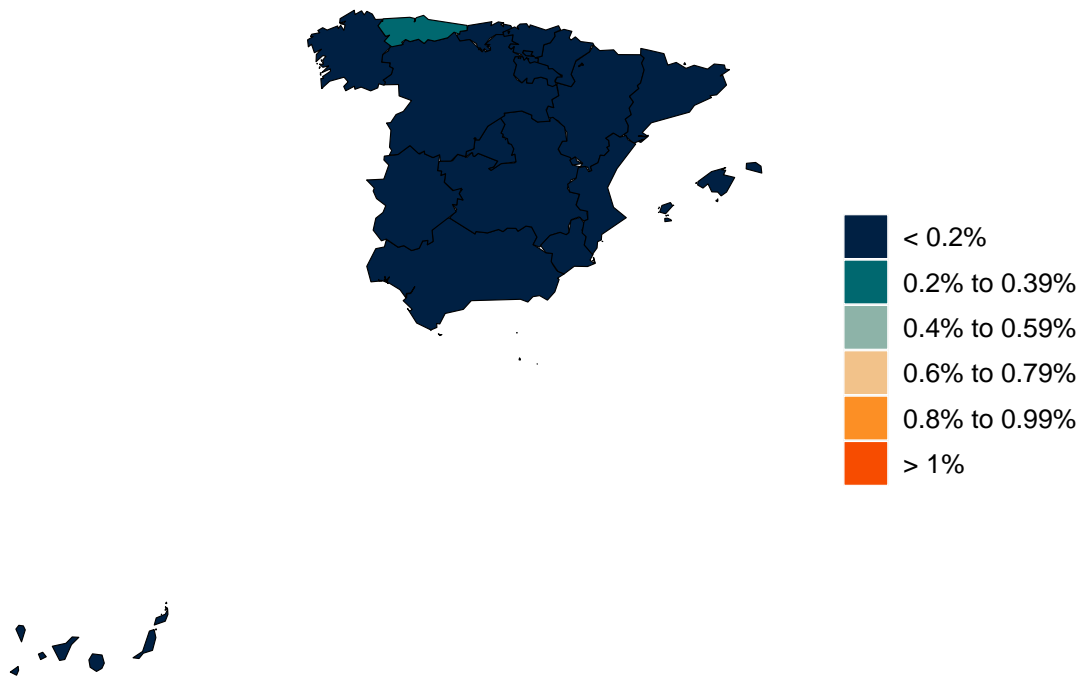 < 0.2%
0.2% to 0.39%
0.4% to 0.59%
0.6% to 0.79%
0.8% to 0.99%
> 1%